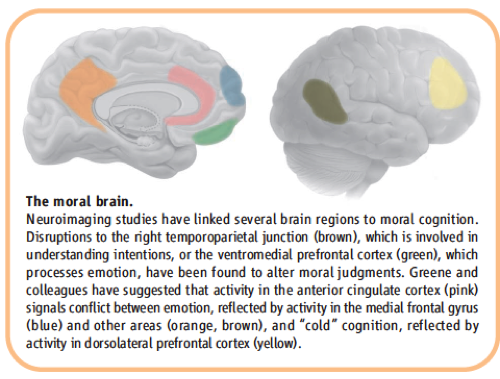 The moral brain.
Neuroimaging studies have linked several brain regions to moral cognition.
Disruptions to the right temporoparietal junction (brown), which is involved in
understanding intentions, or the ventromedial prefrontal cortex (green), which
processes emotion, have been found to alter moral judgments. Greene and
colleagues have suggested that activity in the anterior cingulate cortex (pink)
signals conflict between emotion, reflected by activity in the medial frontal gyrus
(blue) and other areas (orange, brown), and “cold” cognition, reflected by
activity in dorsolateral prefrontal cortex (yellow).